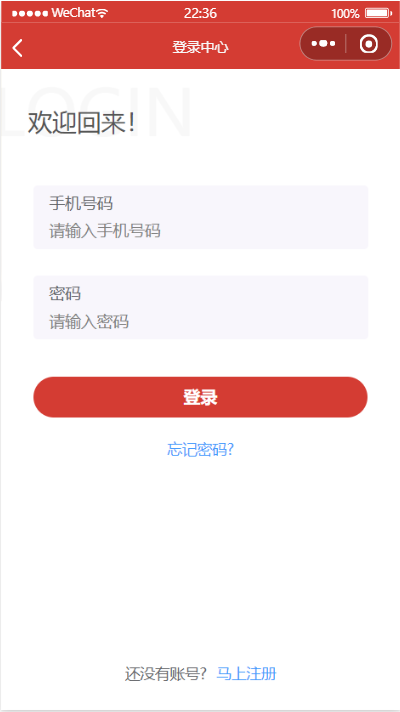 WeChat 22:36 100%
登录中心
LOGIN
欢迎回来!
手机号码
请输入手机号码
密码
请输入密码
登录
忘记密码?
还没有账号? 马上注册